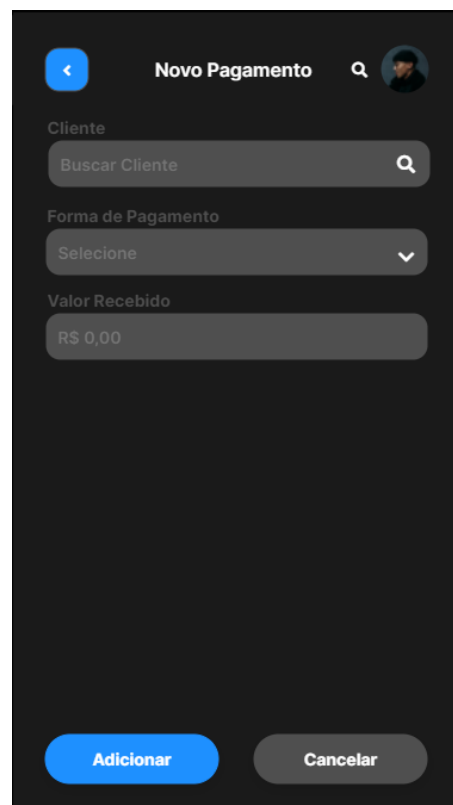 Novo Pagamento
Cliente
Buscar Cliente
Forma de Pagamento
Selecione
Valor Recebido
R$ 0,00
Adicionar Cancelar